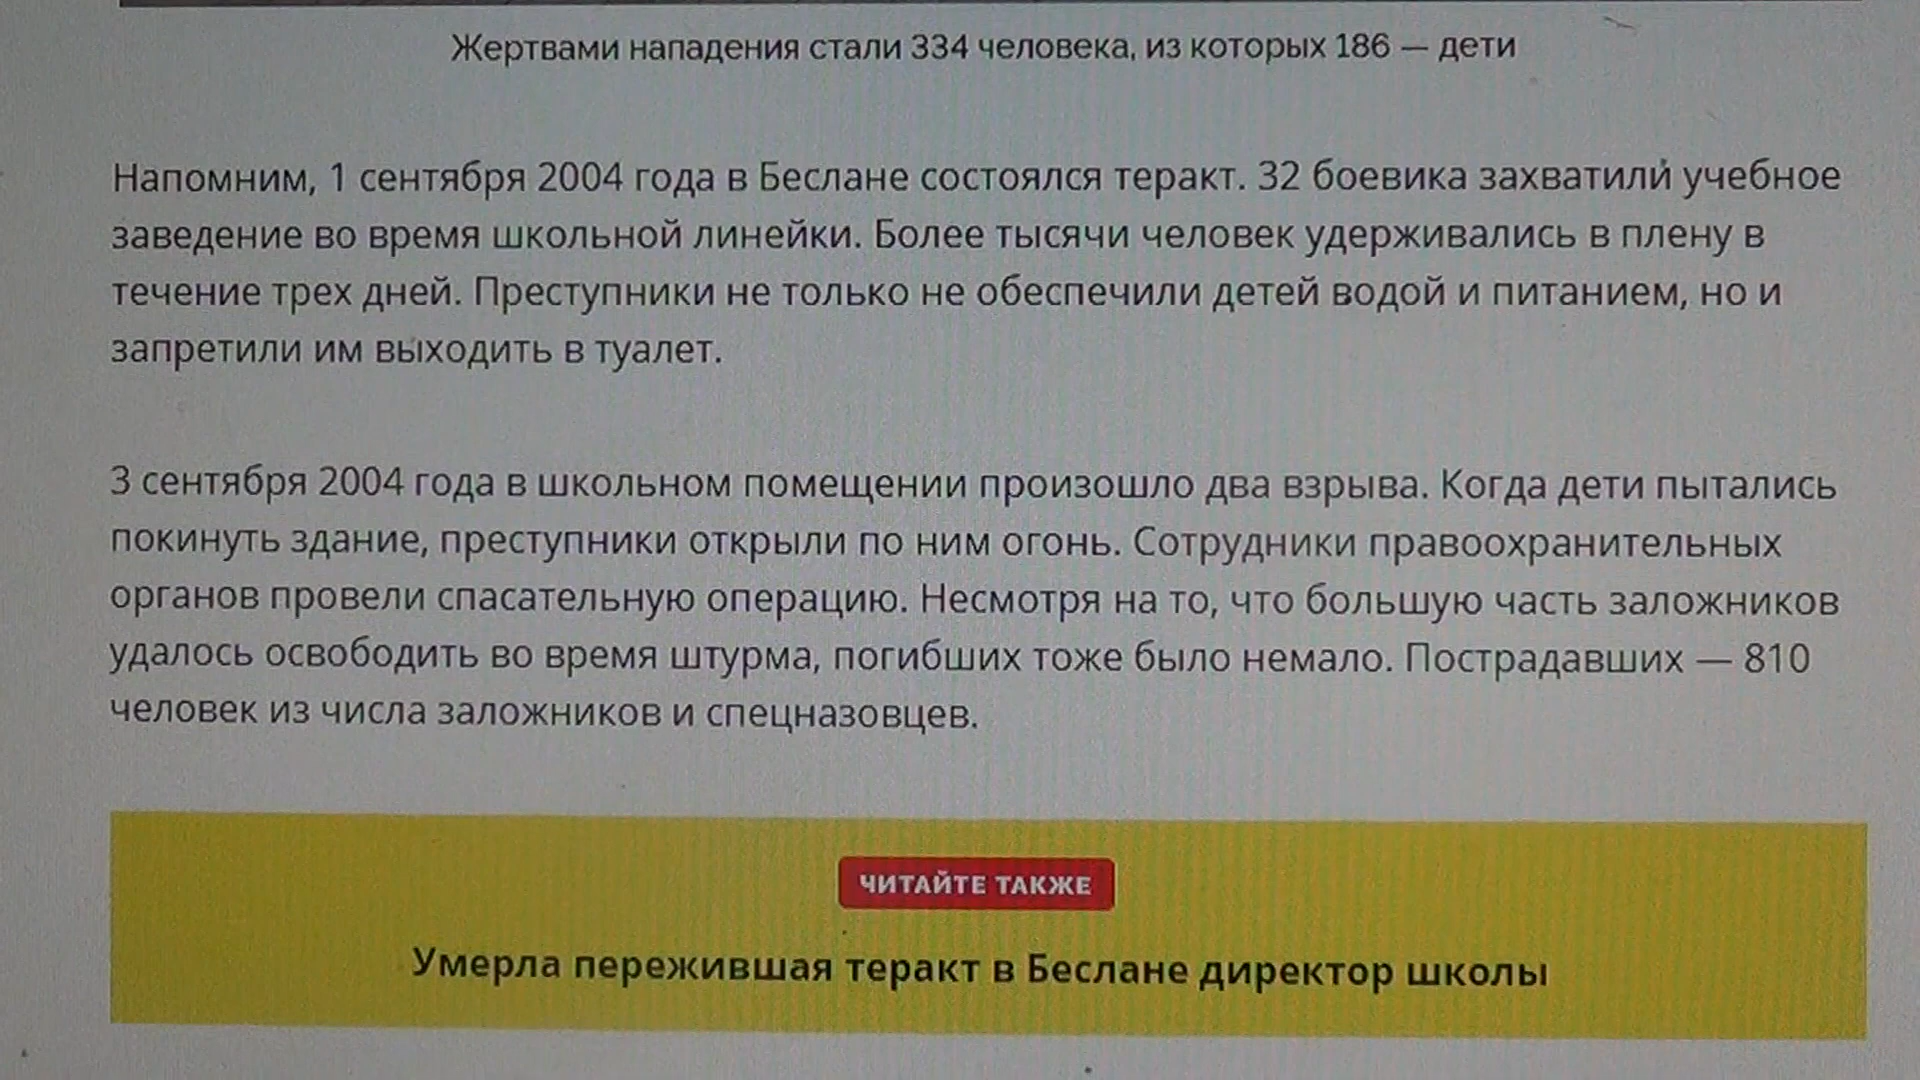 Жертвами нападения стали 334 человека, из которых 186 — дети
Напомним, 1 сентября 2004 года в Беслане состоялся теракт. 32 боевика захватили учебное
заведение во время школьной линейки. Более тысячи человек удерживались в плену в
течение трех дней. Преступники не только не обеспечили детей водой и питанием, но и
запретили им выходить в туалет.
3 сентября 2004 года в школьном помещении произошло два взрыва. Когда дети пытались
покинуть здание, преступники открыли по ним огонь. Сотрудники правоохранительных
органов провели спасательную операцию. Несмотря на то, что большую часть заложников
удалось освободить во время штурма, погибших тоже было немало. Пострадавших — 810
человек из числа заложников и спецназовцев.
ЧИТАЙТЕ ТАКЖЕ
Умерла пережившая теракт в Беслане директор школы